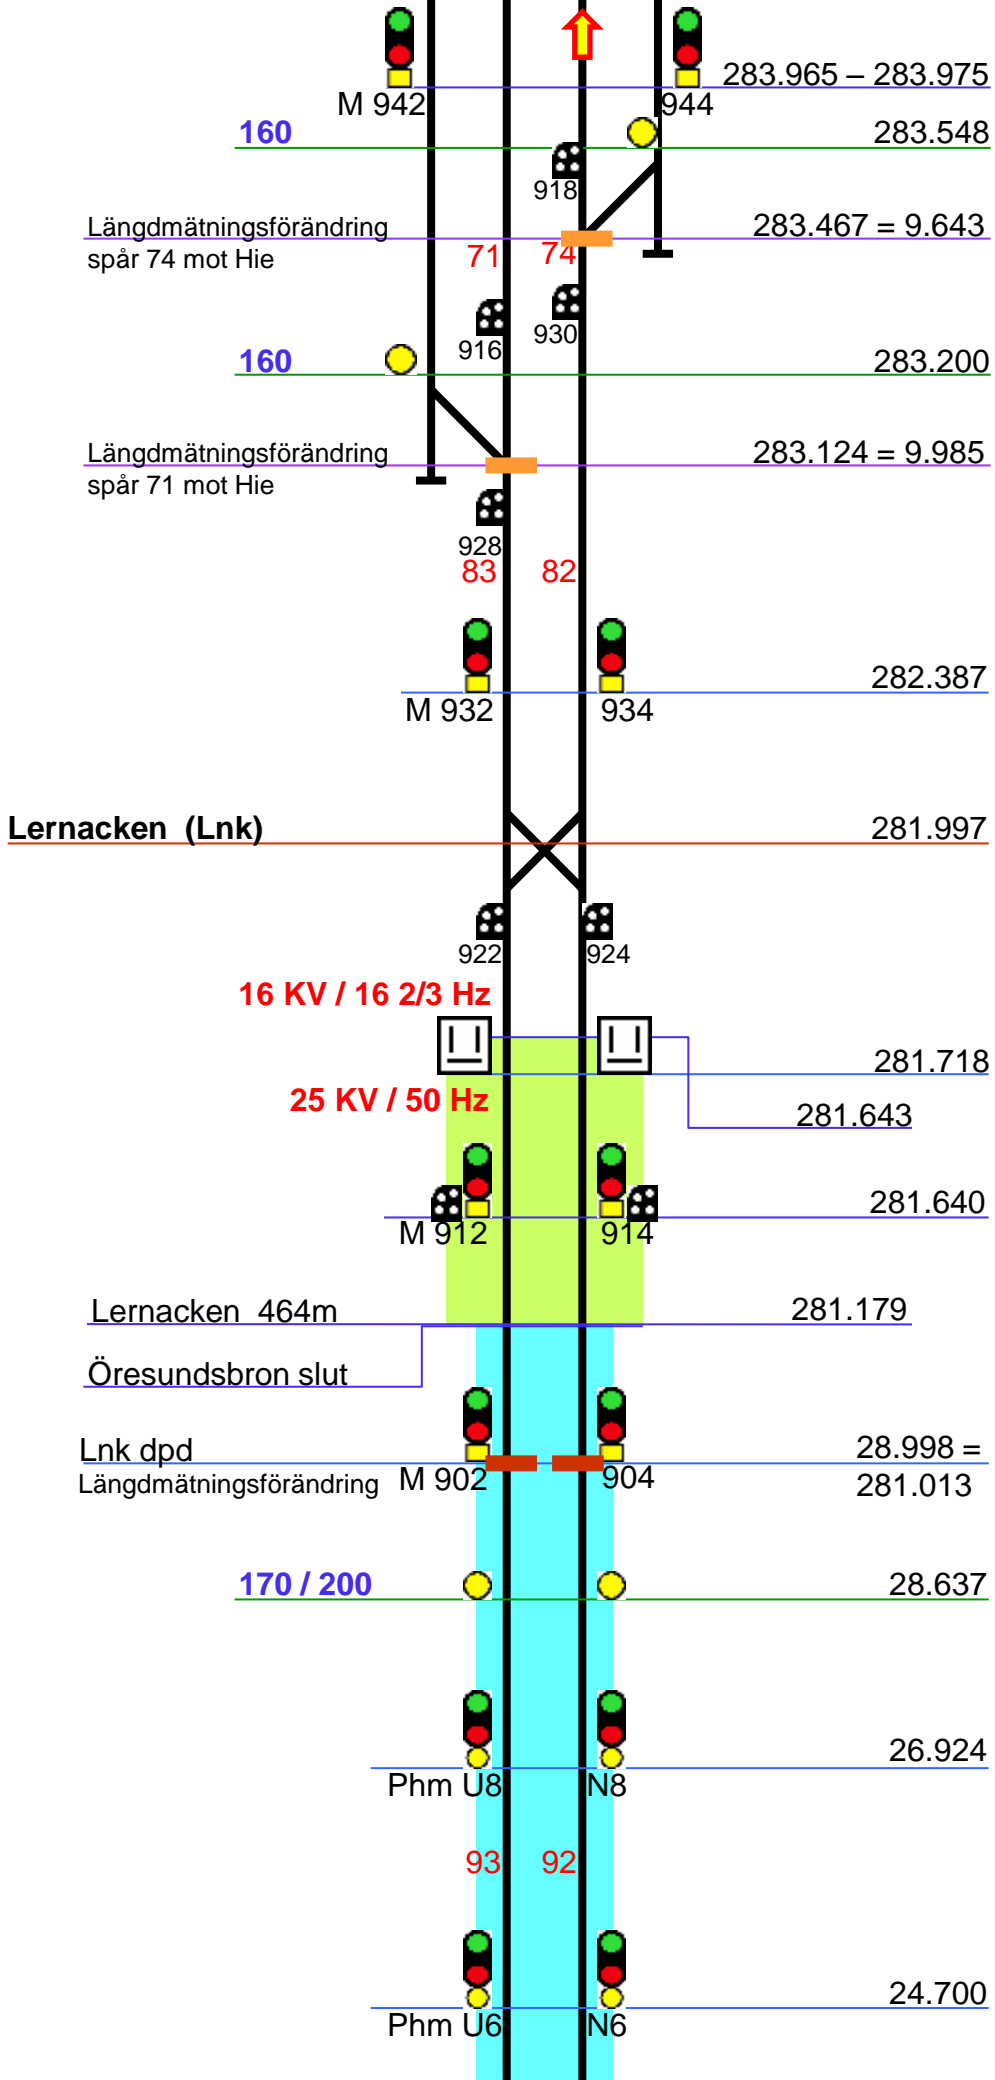 283.965 – 283.975
M 942
944
160
283.548
918
Längdmätningsförändring
283.467 = 9.643
spår 74 mot Hie
71
74
930
916
160
283.200
Längdmätningsförändring
283.124 = 9.985
spår 71 mot Hie
928
83
82
282.387
M 932
934
Lernacken (Lnk)
281.997
922
924
16 KV / 16 2/3 Hz
281.718
25 KV / 50 Hz
281.643
281.640
M 912
914
Lernacken 464m
281.179
Öresundsbron slut
Lnk dpd
28.998 =
Längdmätningsförändring
M 902
904
281.013
170 / 200
28.637
26.924
Phm U8
N8
93
92
24.700
Phm U6
N6